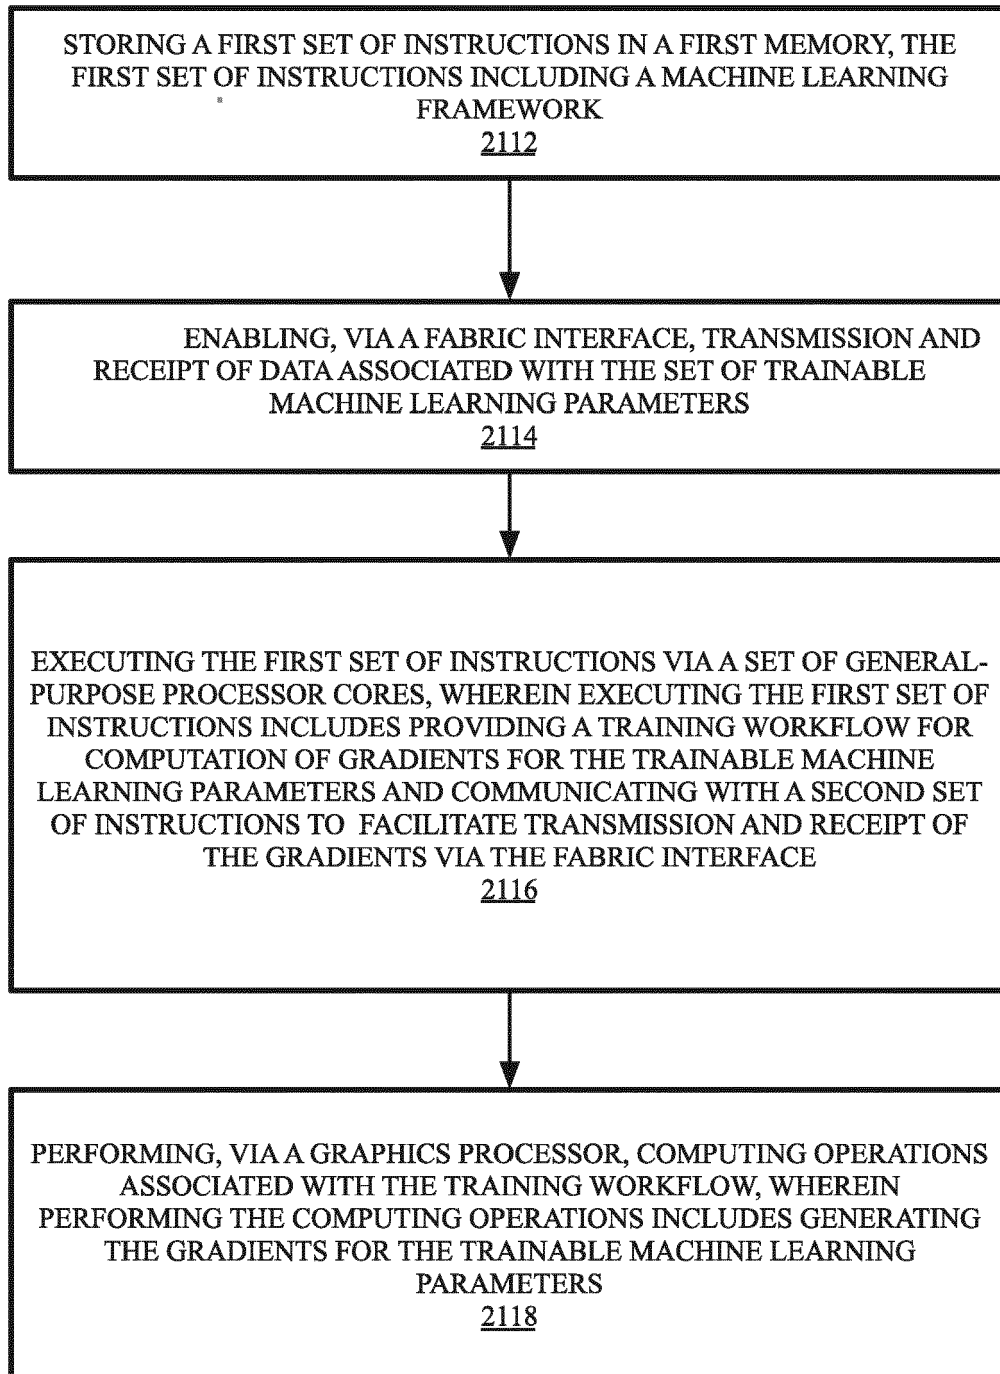 STORING A FIRST SET OF INSTRUCTIONS IN A FIRST MEMORY, THE
FIRST SET OF INSTRUCTIONS INCLUDING A MACHINE LEARNING
FRAMEWORK
2112
ENABLING, VIA A FABRIC INTERFACE, TRANSMISSION AND
RECEIPT OF DATA ASSOCIATED WITH THE SET OF TRAINABLE
MACHINE LEARNING PARAMETERS
2114
EXECUTING THE FIRST SET OF INSTRUCTIONS VIA A SET OF GENERAL-
PURPOSE PROCESSOR CORES, WHEREIN EXECUTING THE FIRST SET OF
INSTRUCTIONS INCLUDES PROVIDING A TRAINING WORKFLOW FOR
COMPUTATION OF GRADIENTS FOR THE TRAINABLE MACHINE
LEARNING PARAMETERS AND COMMUNICATING WITH A SECOND SET
OF INSTRUCTIONS TO FACILITATE TRANSMISSION AND RECEIPT OF
THE GRADIENTS VIA THE FABRIC INTERFACE
2116
PERFORMING, VIA A GRAPHICS PROCESSOR, COMPUTING OPERATIONS
ASSOCIATED WITH THE TRAINING WORKFLOW, WHEREIN
PERFORMING THE COMPUTING OPERATIONS INCLUDES GENERATING
THE GRADIENTS FOR THE TRAINABLE MACHINE LEARNING
PARAMETERS
2118